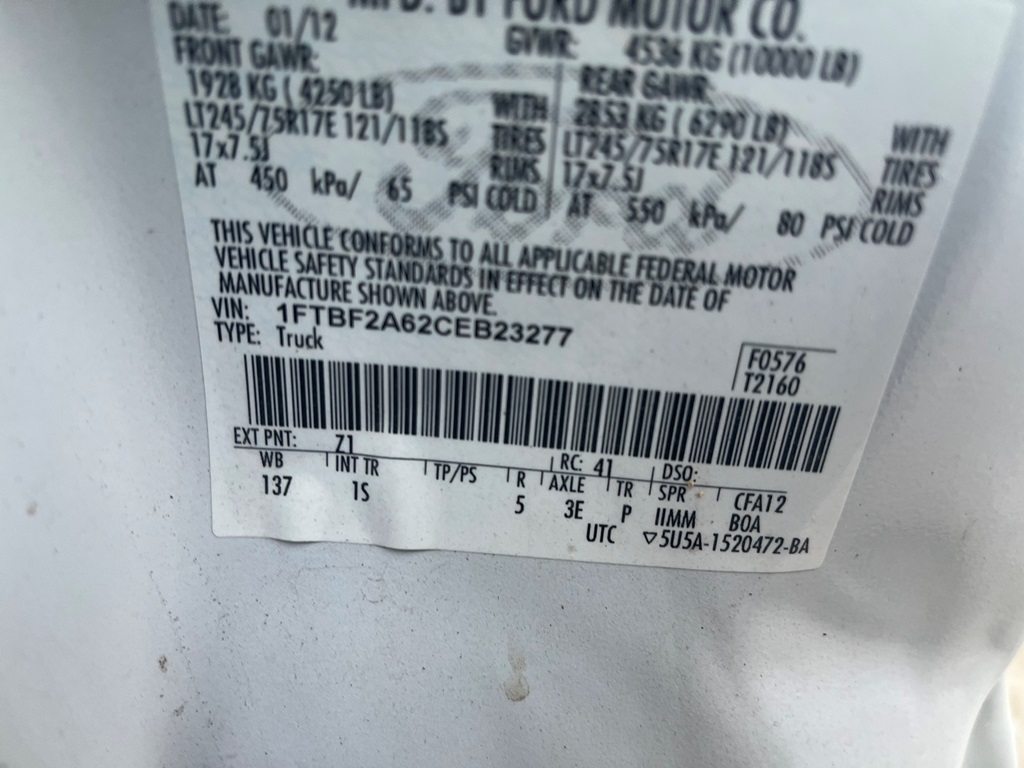 MFD. BY FORD MOTOR CO.
DATE: 01/12 GVWR: 4536 KG (10000 LB)
FRONT GAWR: REAR GAWR:
1928 KG ( 4250 LB) WITH 2853 KG ( 6290 LB) WITH
LT245/75R17E 121/118S TIRES LT245/75R17E 121/118S TIRES
17x7.5J RIMS 17x7.5J RIMS
AT 450 kPa/ 65 PSI COLD AT 550 kPa/ 80 PSI COLD
THIS VEHICLE CONFORMS TO ALL APPLICABLE FEDERAL MOTOR
VEHICLE SAFETY STANDARDS IN EFFECT ON THE DATE OF
MANUFACTURE SHOWN ABOVE.
VIN: 1FTBF2A62CEB23277
TYPE: Truck
F0576
T2160
EXT PNT: Z1 RC: 41 DSO:
WB INT TR TP/PS R AXLE TR SPR CFA12
137 1S 5 3E P IIMM BOA
UTC ▽5U5A-1520472-BA